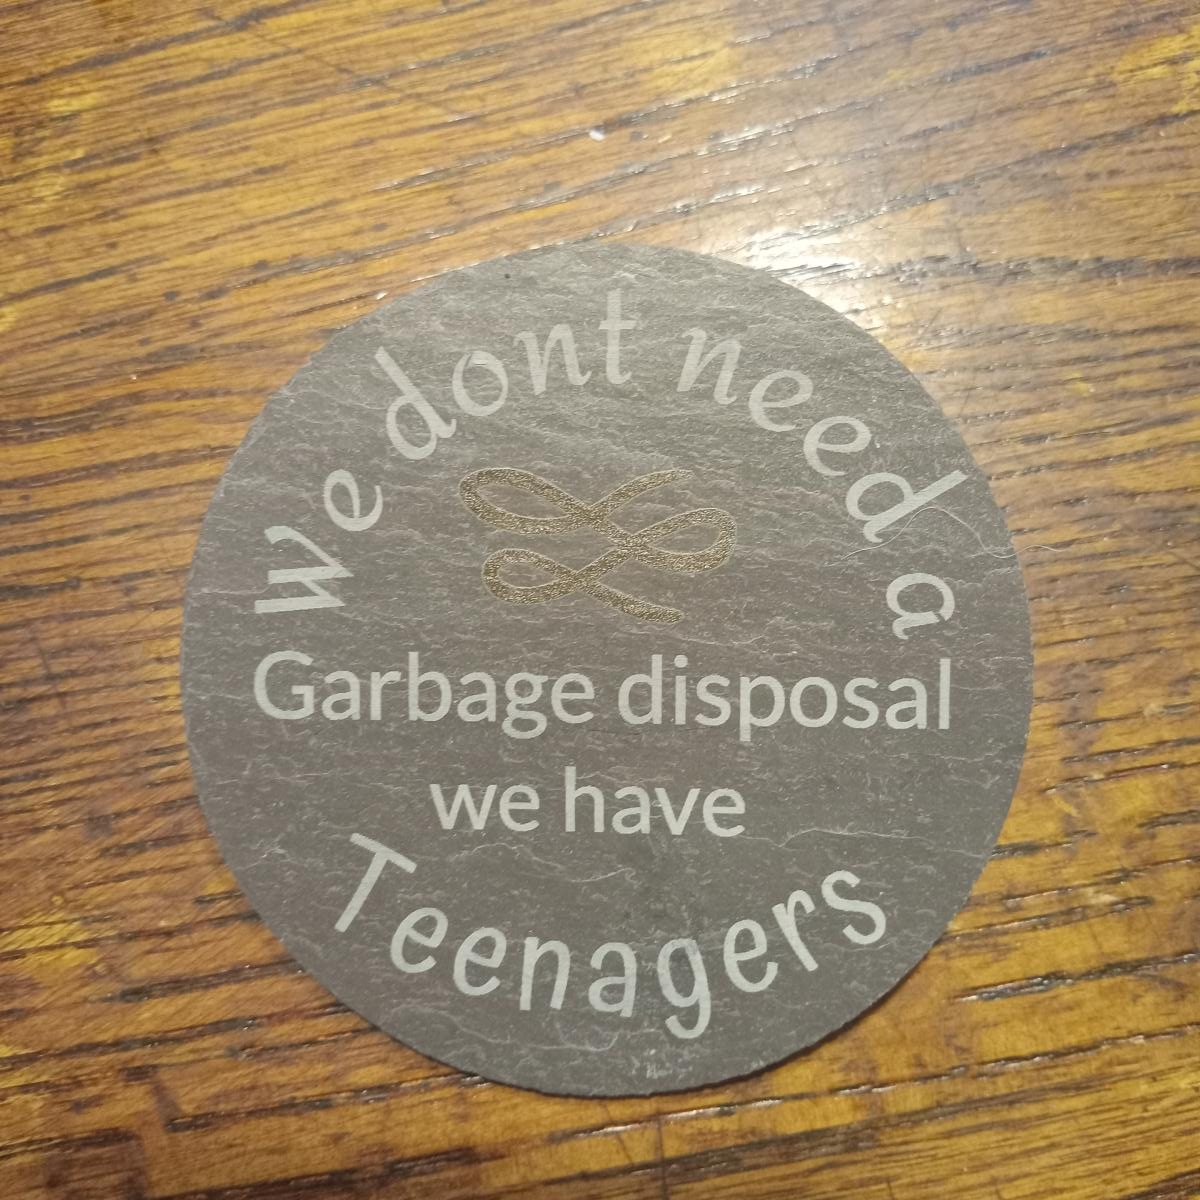 We dont need a
Garbage disposal
we have
Teenagers